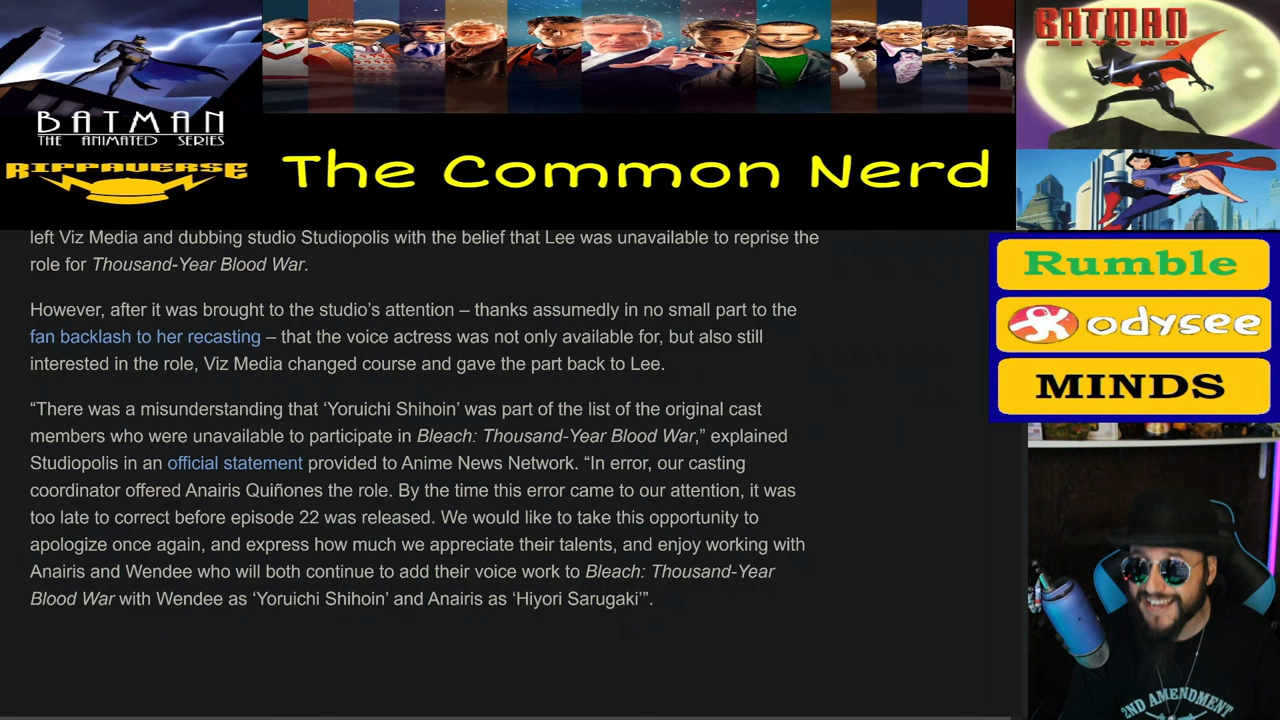 BATMAN
THE ANIMATED SERIES
RIPPAVERSE
The Common Nerd
BATMAN
BEYOND
Rumble
odysee
MINDS
left Viz Media and dubbing studio Studiopolis with the belief that Lee was unavailable to reprise the
role for Thousand-Year Blood War.
However, after it was brought to the studio’s attention – thanks assumedly in no small part to the
fan backlash to her recasting – that the voice actress was not only available for, but also still
interested in the role, Viz Media changed course and gave the part back to Lee.
“There was a misunderstanding that ‘Yoruichi Shihoin’ was part of the list of the original cast
members who were unavailable to participate in Bleach: Thousand-Year Blood War,” explained
Studiopolis in an official statement provided to Anime News Network. “In error, our casting
coordinator offered Anairis Quiñones the role. By the time this error came to our attention, it was
too late to correct before episode 22 was released. We would like to take this opportunity to
apologize once again, and express how much we appreciate their talents, and enjoy working with
Anairis and Wendee who will both continue to add their voice work to Bleach: Thousand-Year
Blood War with Wendee as ‘Yoruichi Shihoin’ and Anairis as ‘Hiyori Sarugaki’”.
2ND AMENDMENT